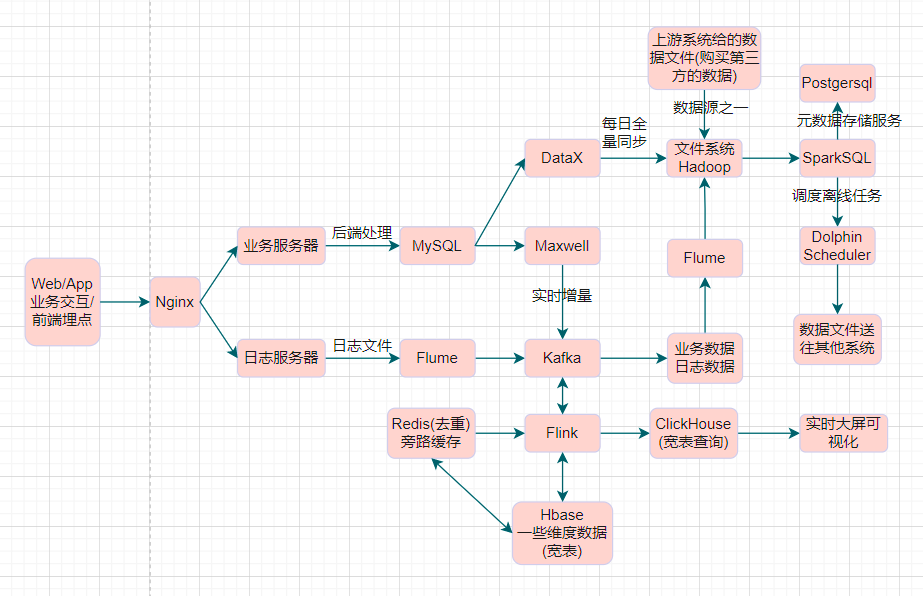 上游系统给的数
据文件(购买第三
方的数据)
Postgersql
数据源之一
元数据存储服务
每日全
量同步
DataX
文件系统
Hadoop
SparkSQL
调度离线任务
后端处理
业务服务器
MySQL
Maxwell
Flume
Dolphin
Scheduler
Web/App
业务交互/
前端埋点
Nginx
实时增量
数据文件送
往其他系统
日志文件
日志服务器
Flume
Kafka
业务数据
日志数据
Redis(去重)
旁路缓存
Flink
ClickHouse
(宽表查询)
实时大屏可
视化
Hbase
一些维度数据
(宽表)